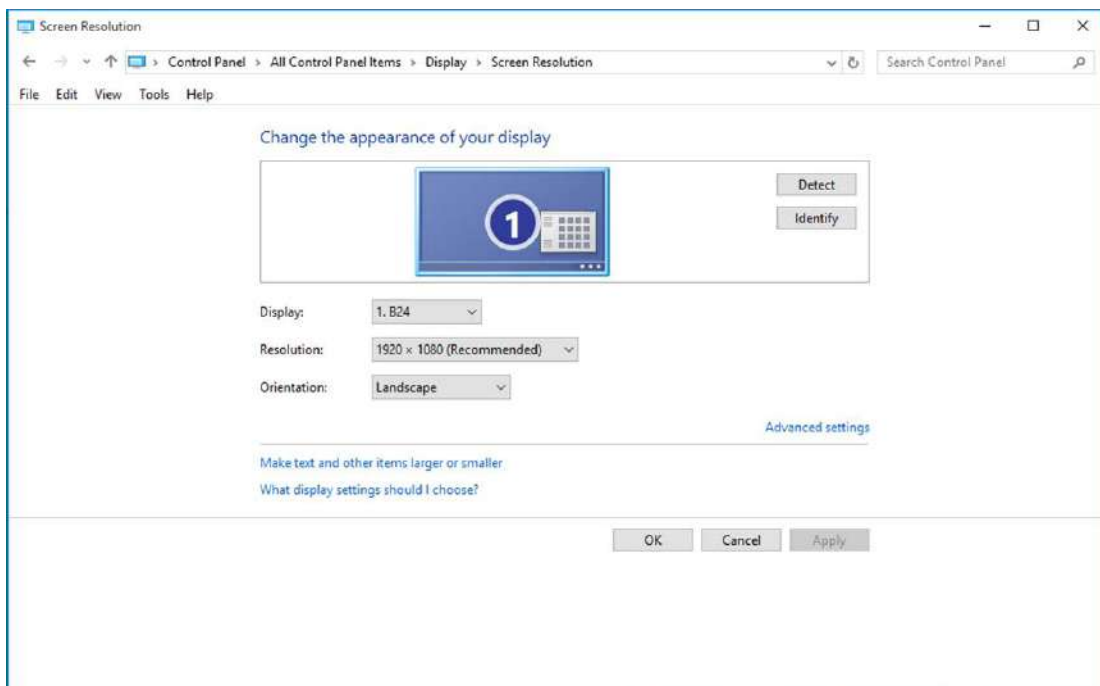 Screen Resolution
Control Panel > All Control Panel Items > Display > Screen Resolution
Search Control Panel
File Edit View Tools Help
Change the appearance of your display
1
Detect
Identify
Display: 1. B24
Resolution: 1920 × 1080 (Recommended)
Orientation: Landscape
Advanced settings
Make text and other items larger or smaller
What display settings should I choose?
OK Cancel Apply